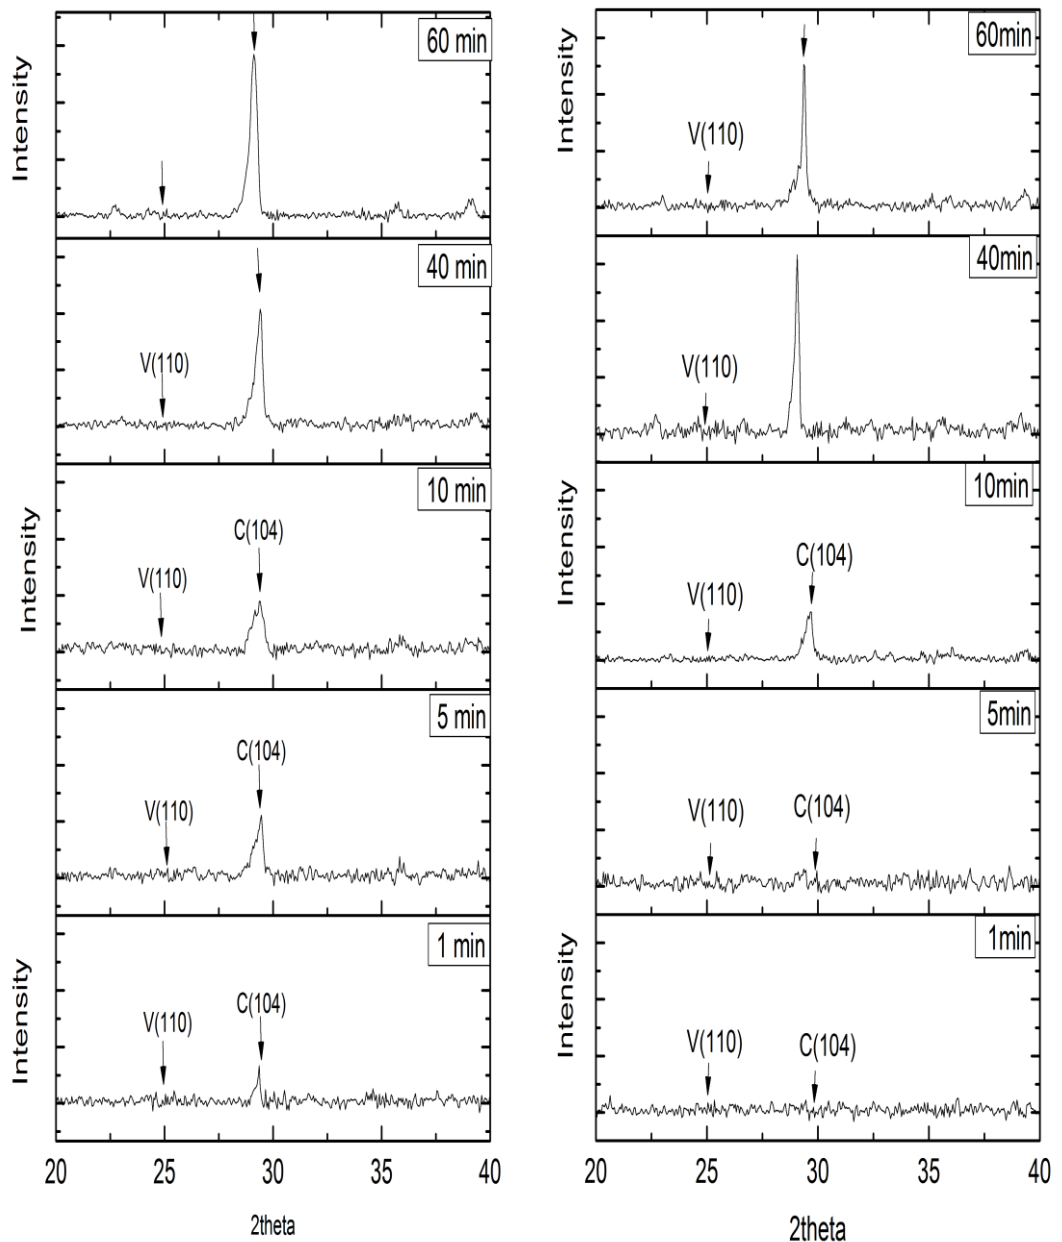 Intensity
60 min
40 min
V(110)
Intensity
10 min
C(104)
V(110)
5 min
C(104)
V(110)
Intensity
1 min
C(104)
V(110)
20 25 30 35 40
2theta
Intensity
60min
V(110)
40min
V(110)
Intensity
10min
C(104)
V(110)
5min
V(110)
C(104)
Intensity
1min
V(110)
C(104)
20 25 30 35 40
2theta